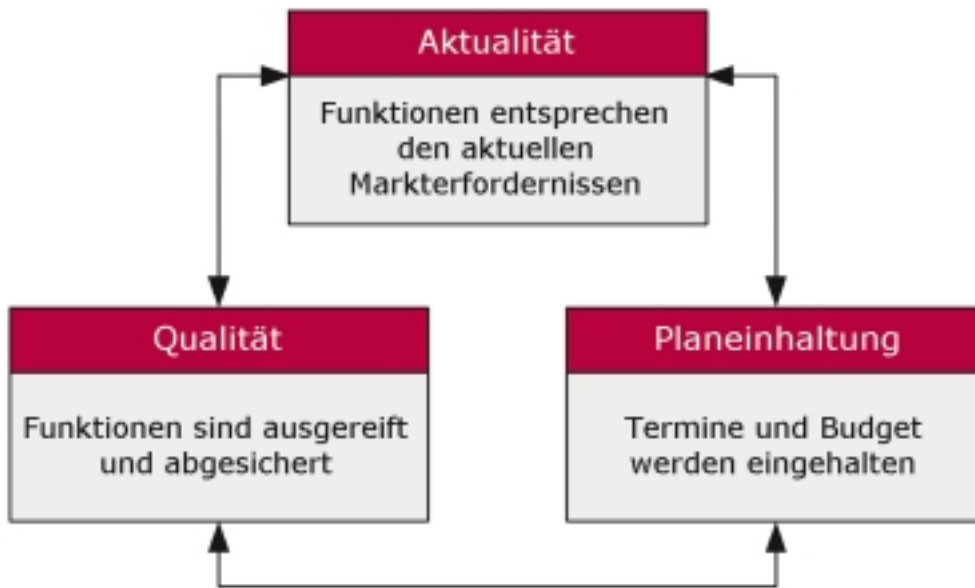 Aktualität
Funktionen entsprechen
den aktuellen
Markterfordernissen
Qualität
Funktionen sind ausgereift
und abgesichert
Planeinhaltung
Termine und Budget
werden eingehalten